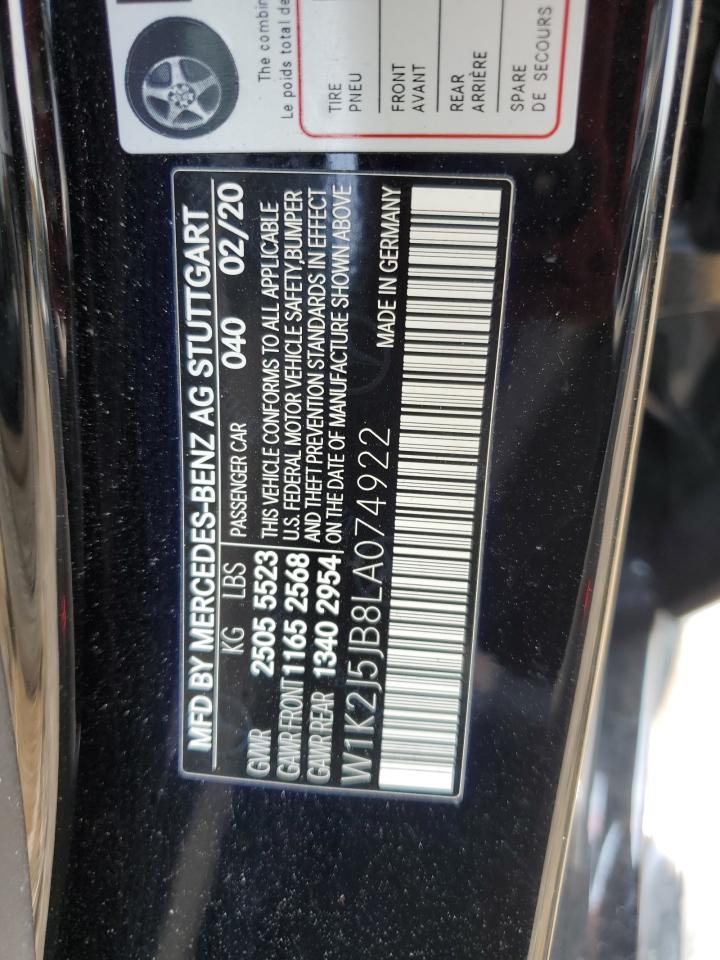 MFD BY MERCEDES-BENZ AG STUTTGART
KG LBS PASSENGER CAR 040 02/20
GVWR 2505 5523 THIS VEHICLE CONFORMS TO ALL APPLICABLE
GAWR FRONT 1165 2568 U.S. FEDERAL MOTOR VEHICLE SAFETY,BUMPER
GAWR REAR 1340 2954 AND THEFT PREVENTION STANDARDS IN EFFECT
ON THE DATE OF MANUFACTURE SHOWN ABOVE
W1K2J5JB8LA074922 MADE IN GERMANY
Le poids total de
TIRE
PNEU
FRONT
AVANT
REAR
ARRIÈRE
SPARE
DE SECOURS